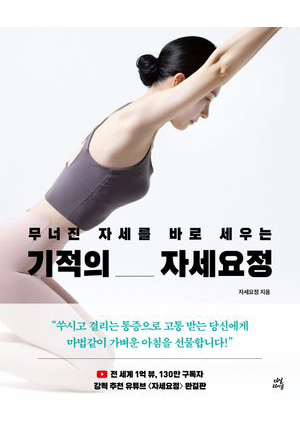 무너진 자세를 바로 세우는
기적의 __ 자세요정
자세요정 지음
“쑤시고 결리는 통증으로 고통 받는 당신에게
마법같이 가벼운 아침을 선물합니다!”
전 세계 1억 뷰, 130만 구독자
강력 추천 유튜브 〈자세요정〉 완결판